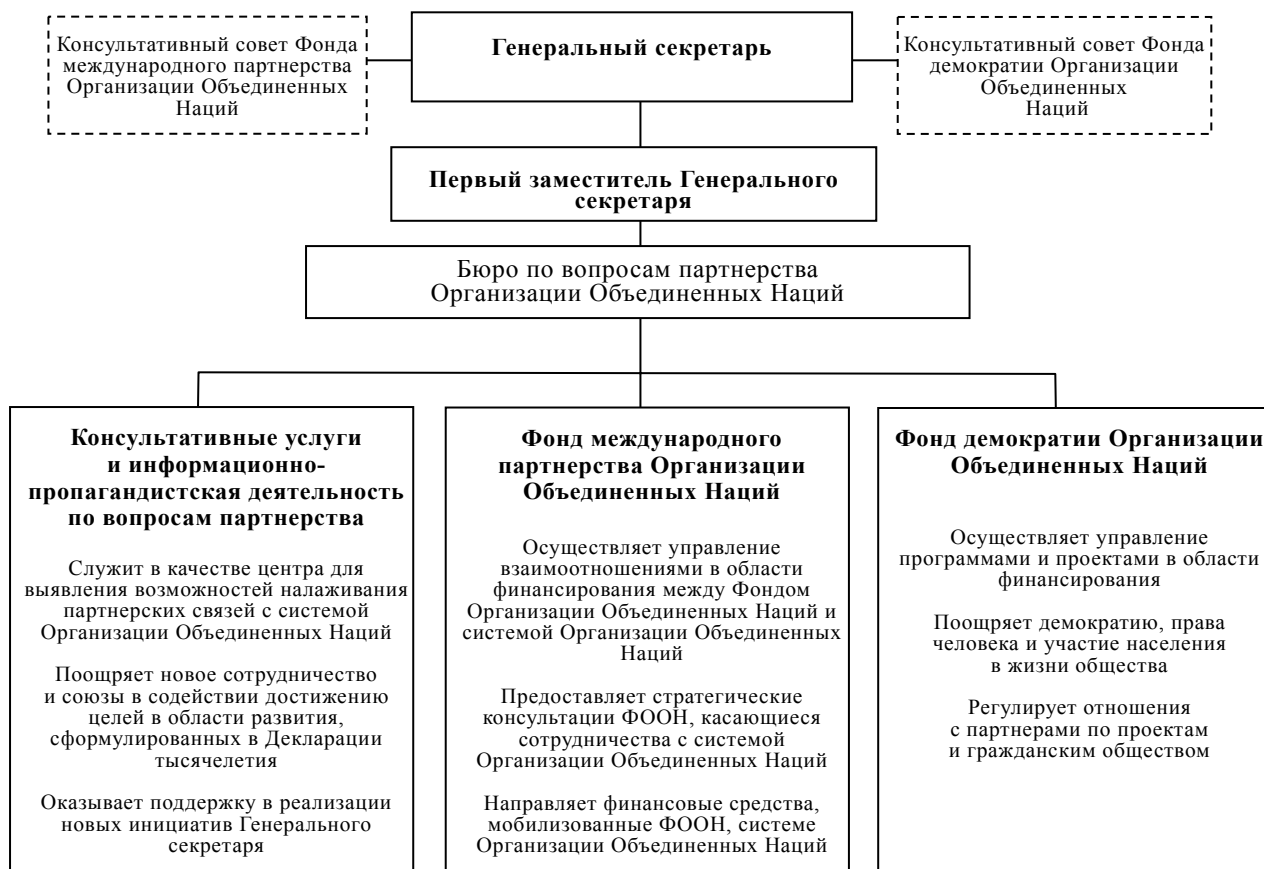 Консультативный совет Фонда
международного партнерства
Организации Объединенных
Наций
Генеральный секретарь
Консультативный совет Фонда
демократии Организации
Объединенных
Наций
Первый заместитель Генерального
секретаря
Бюро по вопросам партнерства
Организации Объединенных Наций
Консультативные услуги
и информационно-
пропагандистская деятельность
по вопросам партнерства
Служит в качестве центра для
выявления возможностей налаживания
партнерских связей с системой
Организации Объединенных Наций
Поощряет новое сотрудничество
и союзы в содействии достижению
целей в области развития,
сформулированных в Декларации
тысячелетия
Оказывает поддержку в реализации
новых инициатив Генерального
секретаря
Фонд международного
партнерства Организации
Объединенных Наций
Осуществляет управление
взаимоотношениями в области
финансирования между Фондом
Организации Объединенных Наций и
системой Организации Объединенных
Наций
Предоставляет стратегические
консультации ФООН, касающиеся
сотрудничества с системой
Организации Объединенных Наций
Направляет финансовые средства,
мобилизованные ФООН, системе
Организации Объединенных Наций
Фонд демократии Организации
Объединенных Наций
Осуществляет управление
программами и проектами в области
финансирования
Поощряет демократию, права
человека и участие населения
в жизни общества
Регулирует отношения
с партнерами по проектам
и гражданским обществом